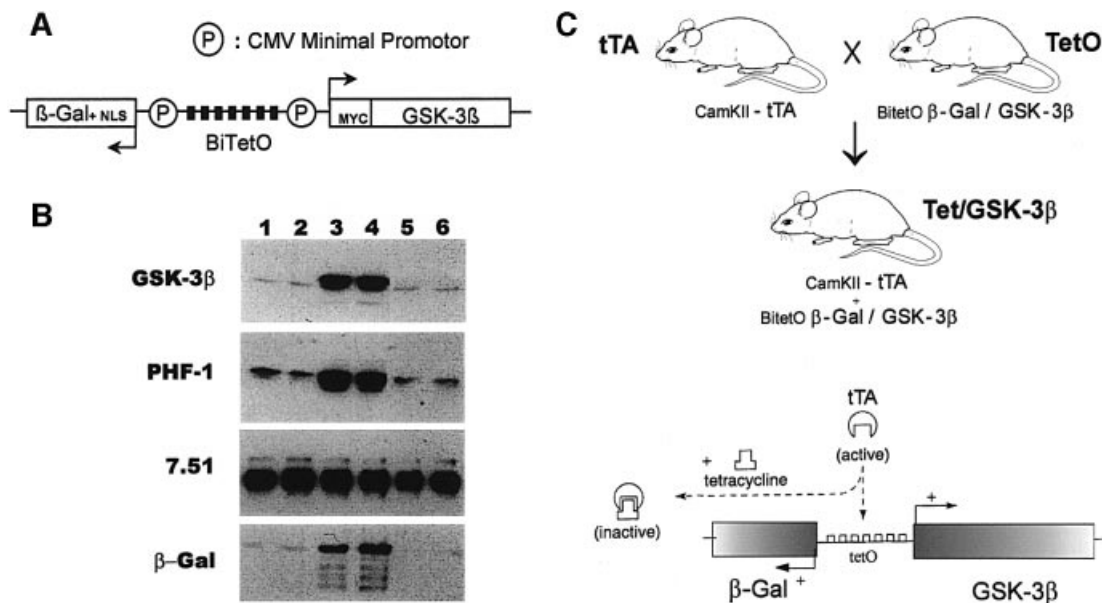 A
P : CMV Minimal Promotor
ß-Gal+ NLS P P MYC GSK-3ß
BiTetO
B
1 2 3 4 5 6
GSK-3β
PHF-1
7.51
β-Gal
C
tTA X TetO
CamKII - tTA BitetO β-Gal / GSK-3β
Tet/GSK-3β
CamKII - tTA
+
BitetO β-Gal / GSK-3β
tTA
(active)
+
tetracycline
(inactive)
+
tetO
β-Gal + GSK-3β